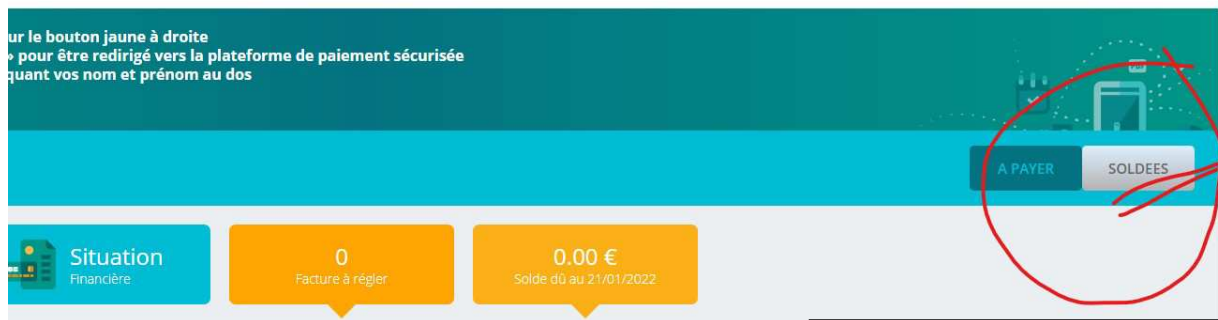 ur le bouton jaune à droite
» pour être redirigé vers la plateforme de paiement sécurisée
quant vos nom et prénom au dos
A PAYER
SOLDEES
Situation
Financière
0
Facture à régler
0.00 €
Solde dû au 21/01/2022